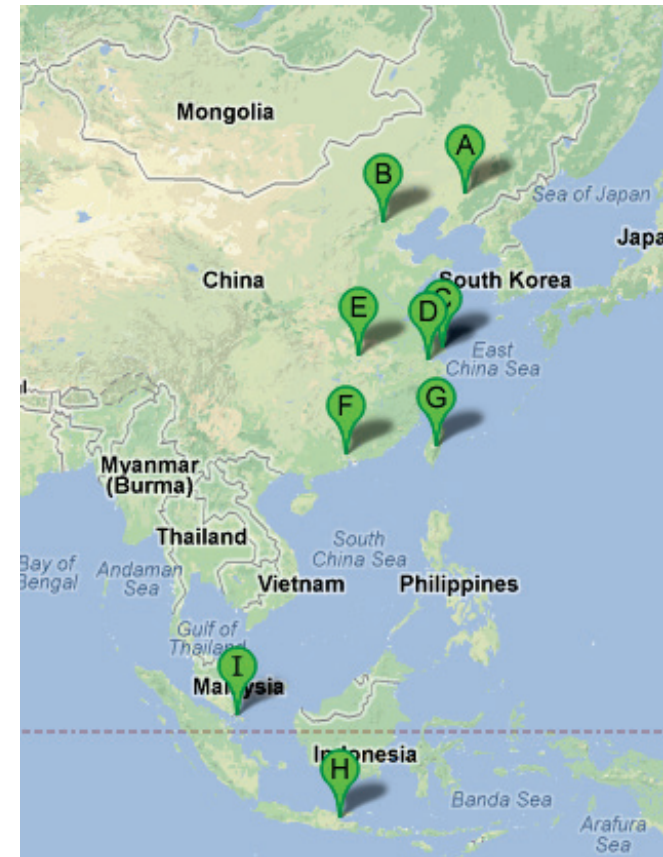 Mongolia
A
B
Sea of Japan
Japa
China
South Korea
C
D
E
East
China Sea
F
G
Myanmar
(Burma)
Thailand
South
China Sea
Bay of
Bengal
Andaman
Sea
Vietnam
Philippines
Gulf of
Thailand
I
Malaysia
Indonesia
H
Banda Sea
Arafura
Sea